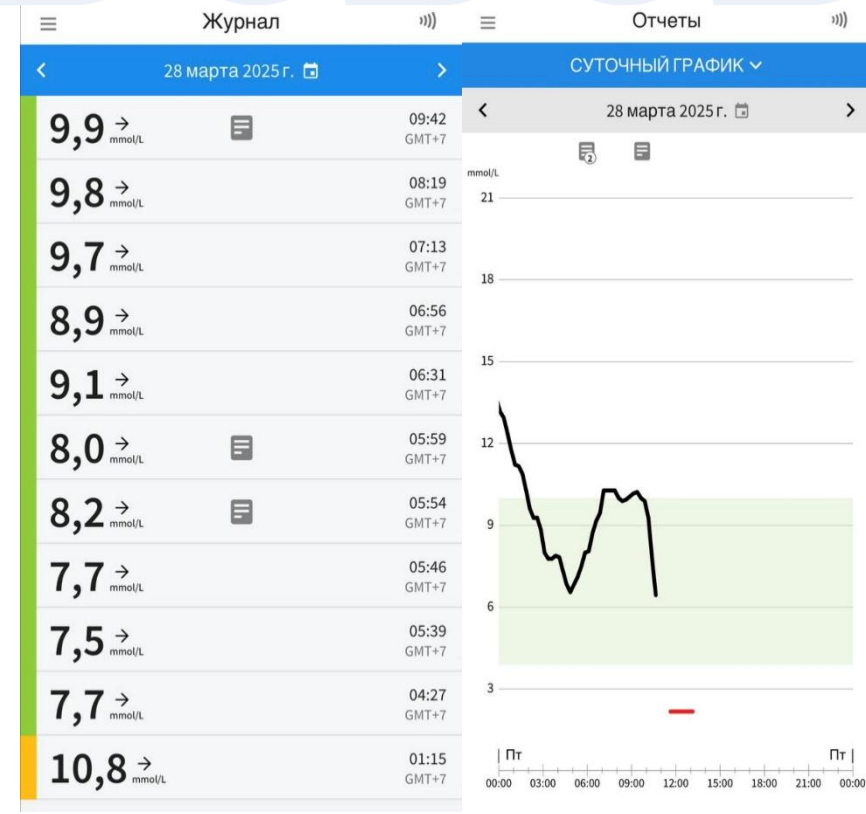 Журнал
28 марта 2025 г.
9,9 → mmol/L 09:42 GMT+7
9,8 → mmol/L 08:19 GMT+7
9,7 → mmol/L 07:13 GMT+7
8,9 → mmol/L 06:56 GMT+7
9,1 → mmol/L 06:31 GMT+7
8,0 → mmol/L 05:59 GMT+7
8,2 → mmol/L 05:54 GMT+7
7,7 → mmol/L 05:46 GMT+7
7,5 → mmol/L 05:39 GMT+7
7,7 → mmol/L 04:27 GMT+7
10,8 → mmol/L 01:15 GMT+7
Отчеты
СУТОЧНЫЙ ГРАФИК
28 марта 2025 г.
2
mmol/L
21
18
15
12
9
6
3
Пт Пт
00:00 03:00 06:00 09:00 12:00 15:00 18:00 21:00 00:00